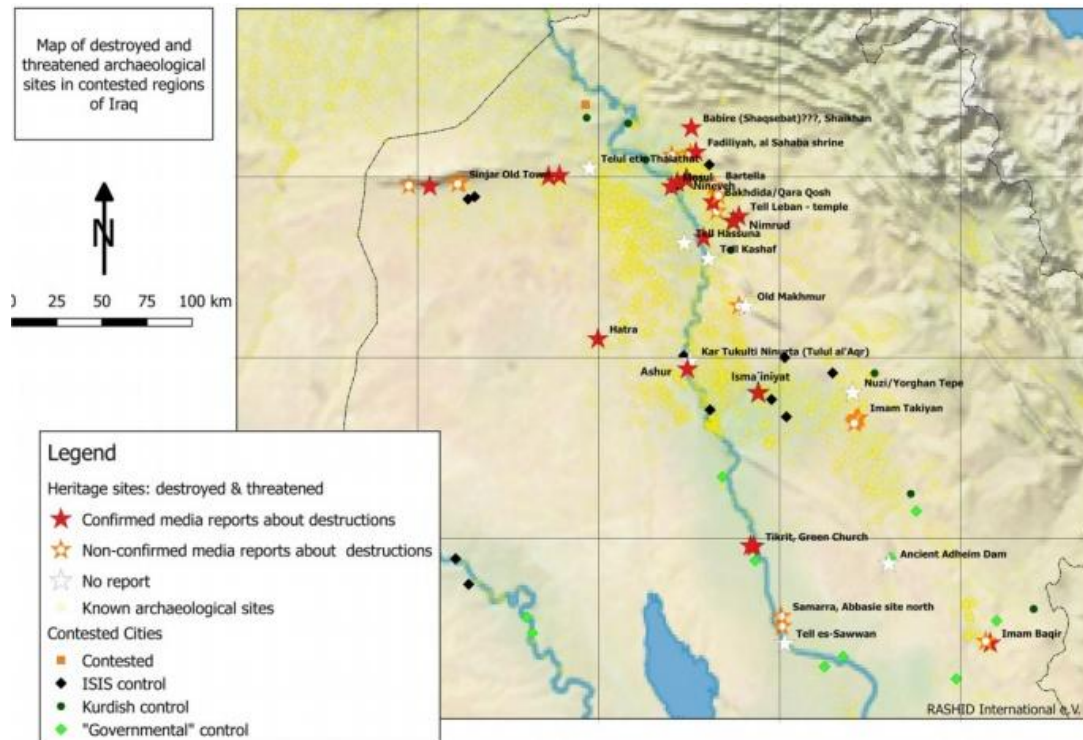 Map of destroyed and
threatened archaeological
sites in contested regions
of Iraq
N
0 25 50 75 100 km
Babire (Shaqsebat)???, Shaikhan
Fadiliyah, al Sahaba shrine
Telul eth Thalathat
Sinjar Old Town
Bartella
Mosul
Nineveh
Bakhdida/Qara Qosh
Tell Leban - temple
Nimrud
Tell Hassuna
Tell Kashaf
Old Makhmur
Hatra
Kar Tukulti Ninurta (Tulul al'Aqr)
Ashur
Isma'iniyat
Nuzi/Yorghan Tepe
Imam Takiyan
Tikrit, Green Church
Ancient Adheim Dam
Samarra, Abbasie site north
Tell es-Sawwan
Imam Baqir
Legend
Heritage sites: destroyed & threatened
Confirmed media reports about destructions
Non-confirmed media reports about destructions
No report
Known archaeological sites
Contested Cities
Contested
ISIS control
Kurdish control
"Governmental" control
RASHID International e.V.